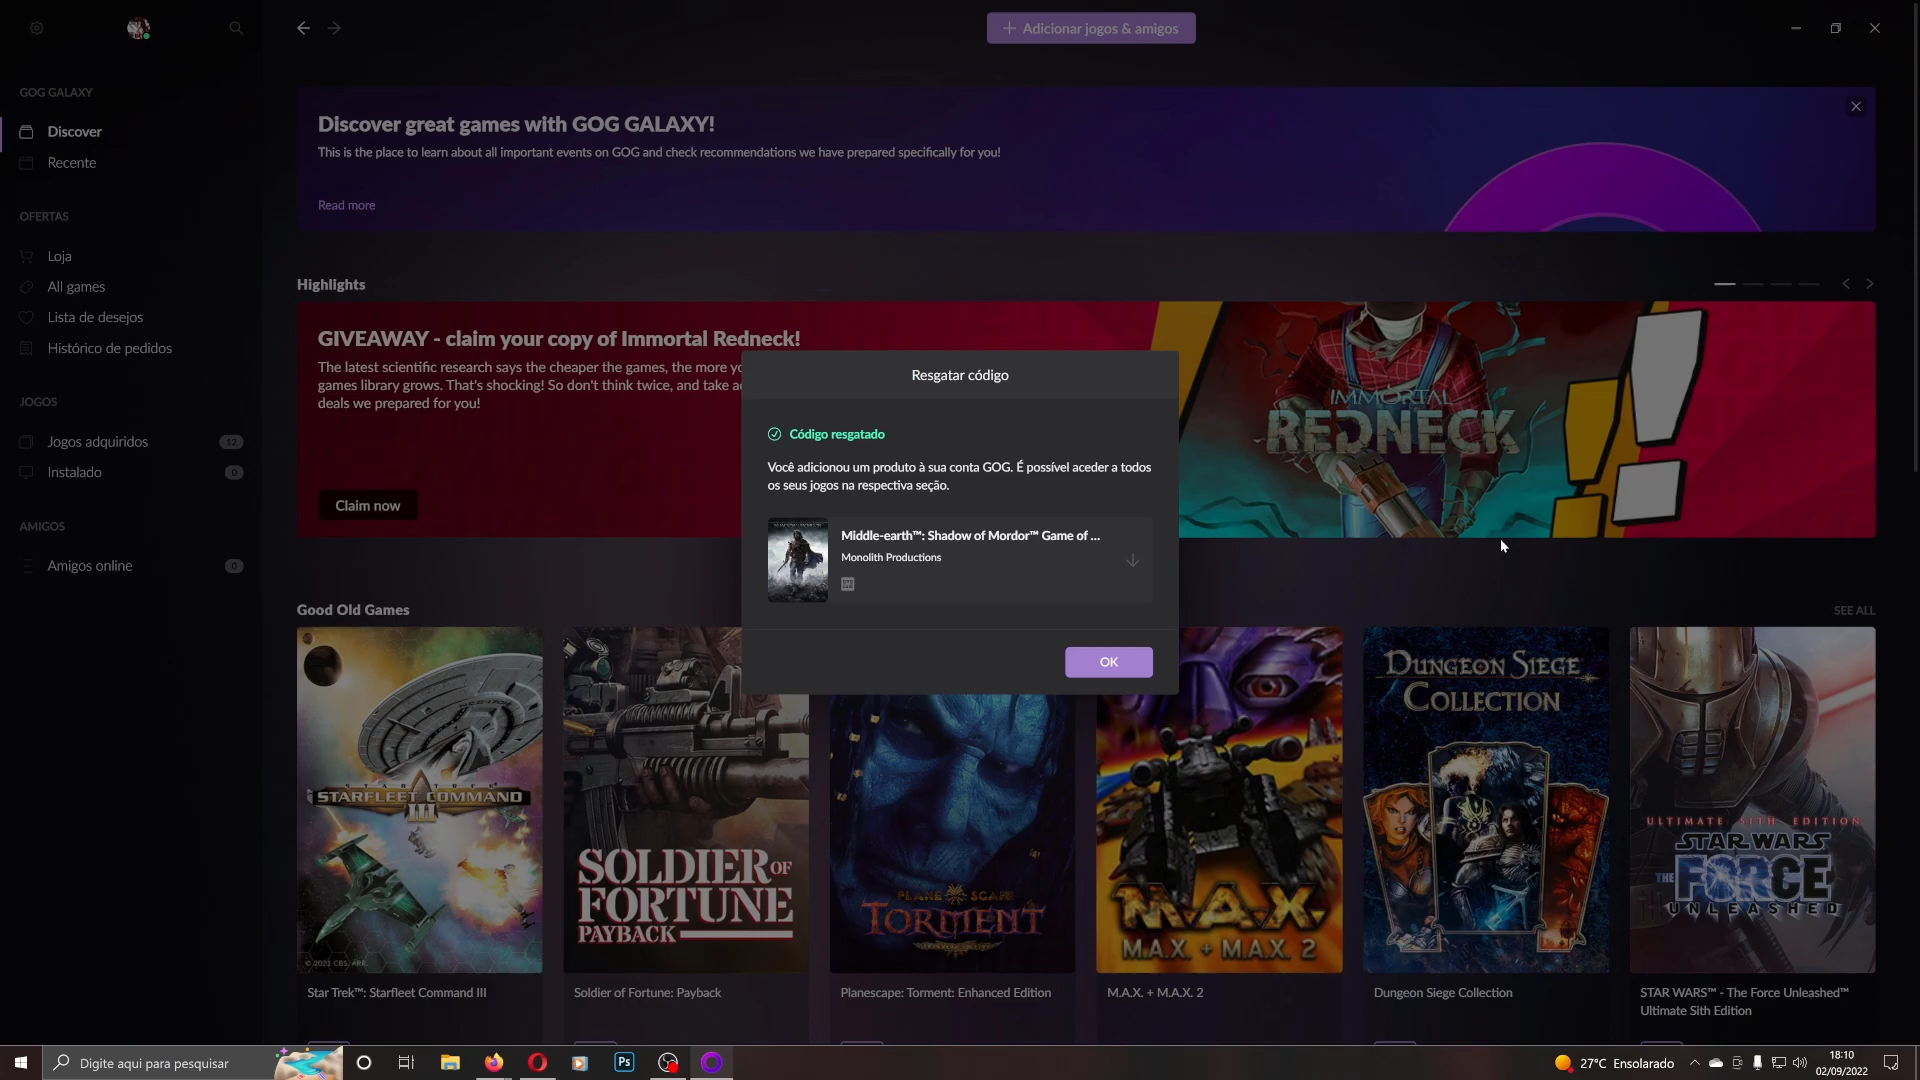 Adicionar jogos & amigos
GOG GALAXY
Discover
Recente
OFERTAS
Loja
All games
Lista de desejos
Histórico de pedidos
JOGOS
Jogos adquiridos 12
Instalado 0
AMIGOS
Amigos online 0
Discover great games with GOG GALAXY!
This is the place to learn about all important events on GOG and check recommendations we have prepared specifically for you!
Read more
Highlights
GIVEAWAY - claim your copy of Immortal Redneck!
The latest scientific research says the cheaper the games, the more
games library grows. That's shocking! So don't think twice, and take
deals we prepared for you!
Claim now
IMMORTAL
REDNECK
Resgatar código
Código resgatado
Você adicionou um produto à sua conta GOG. É possível aceder a todos
os seus jogos na respectiva seção.
Middle-earth™: Shadow of Mordor™ Game of ...
Monolith Productions
OK
Good Old Games
SEE ALL
STAR TREK
STARFLEET COMMAND
III
© 2021 CBS. ARR.
SOLDIER OF
FORTUNE
PAYBACK
PLANESCAPE
TORMENT
M.A.X.
M.A.X. + M.A.X. 2
DUNGEON SIEGE
COLLECTION
ULTIMATE SITH EDITION
STAR WARS
THE FORCE
UNLEASHED
Star Trek™: Starfleet Command III
Soldier of Fortune: Payback
Planescape: Torment: Enhanced Edition
M.A.X. + M.A.X. 2
Dungeon Siege Collection
STAR WARS™ - The Force Unleashed™
Ultimate Sith Edition
Digite aqui para pesquisar
Ps
27°C Ensolarado
18:10
02/09/2022